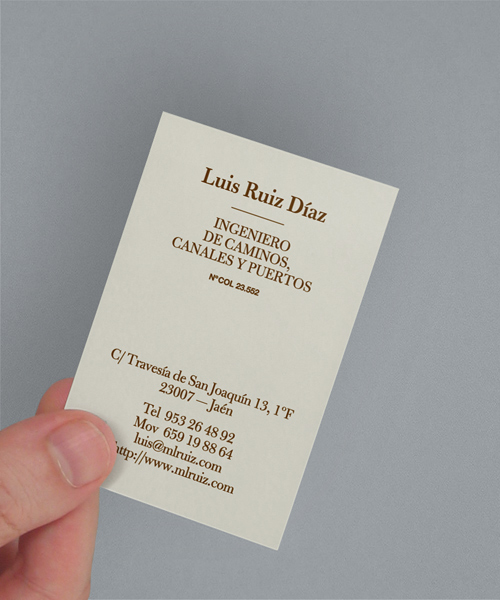 Luis Ruiz Díaz
INGENIERO
DE CAMINOS,
CANALES Y PUERTOS
NºCOL 23.552
C/ Travesía de San Joaquín 13, 1ºF
23007 — Jaén
Tel 953 26 48 92
Mov 659 19 88 64
luis@mlruiz.com
http://www.mlruiz.com